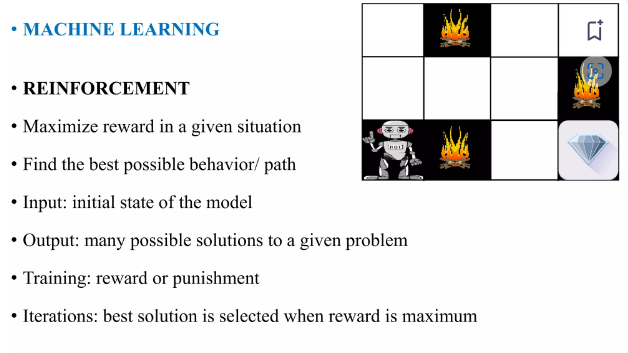 • MACHINE LEARNING
• REINFORCEMENT
• Maximize reward in a given situation
• Find the best possible behavior/ path
• Input: initial state of the model
• Output: many possible solutions to a given problem
• Training: reward or punishment
• Iterations: best solution is selected when reward is maximum